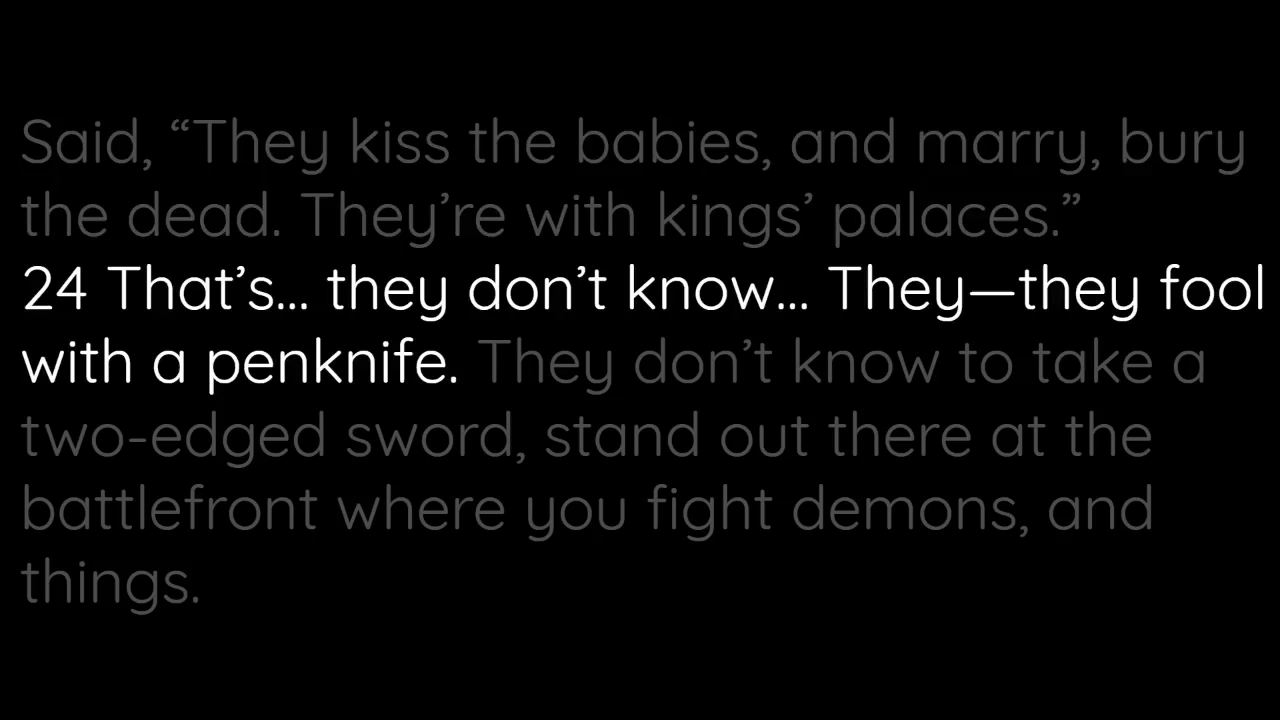 Said, “They kiss the babies, and marry, bury
the dead. They’re with kings’ palaces.”
24 That’s... they don’t know... They—they fool
with a penknife. They don’t know to take a
two-edged sword, stand out there at the
battlefront where you fight demons, and
things.